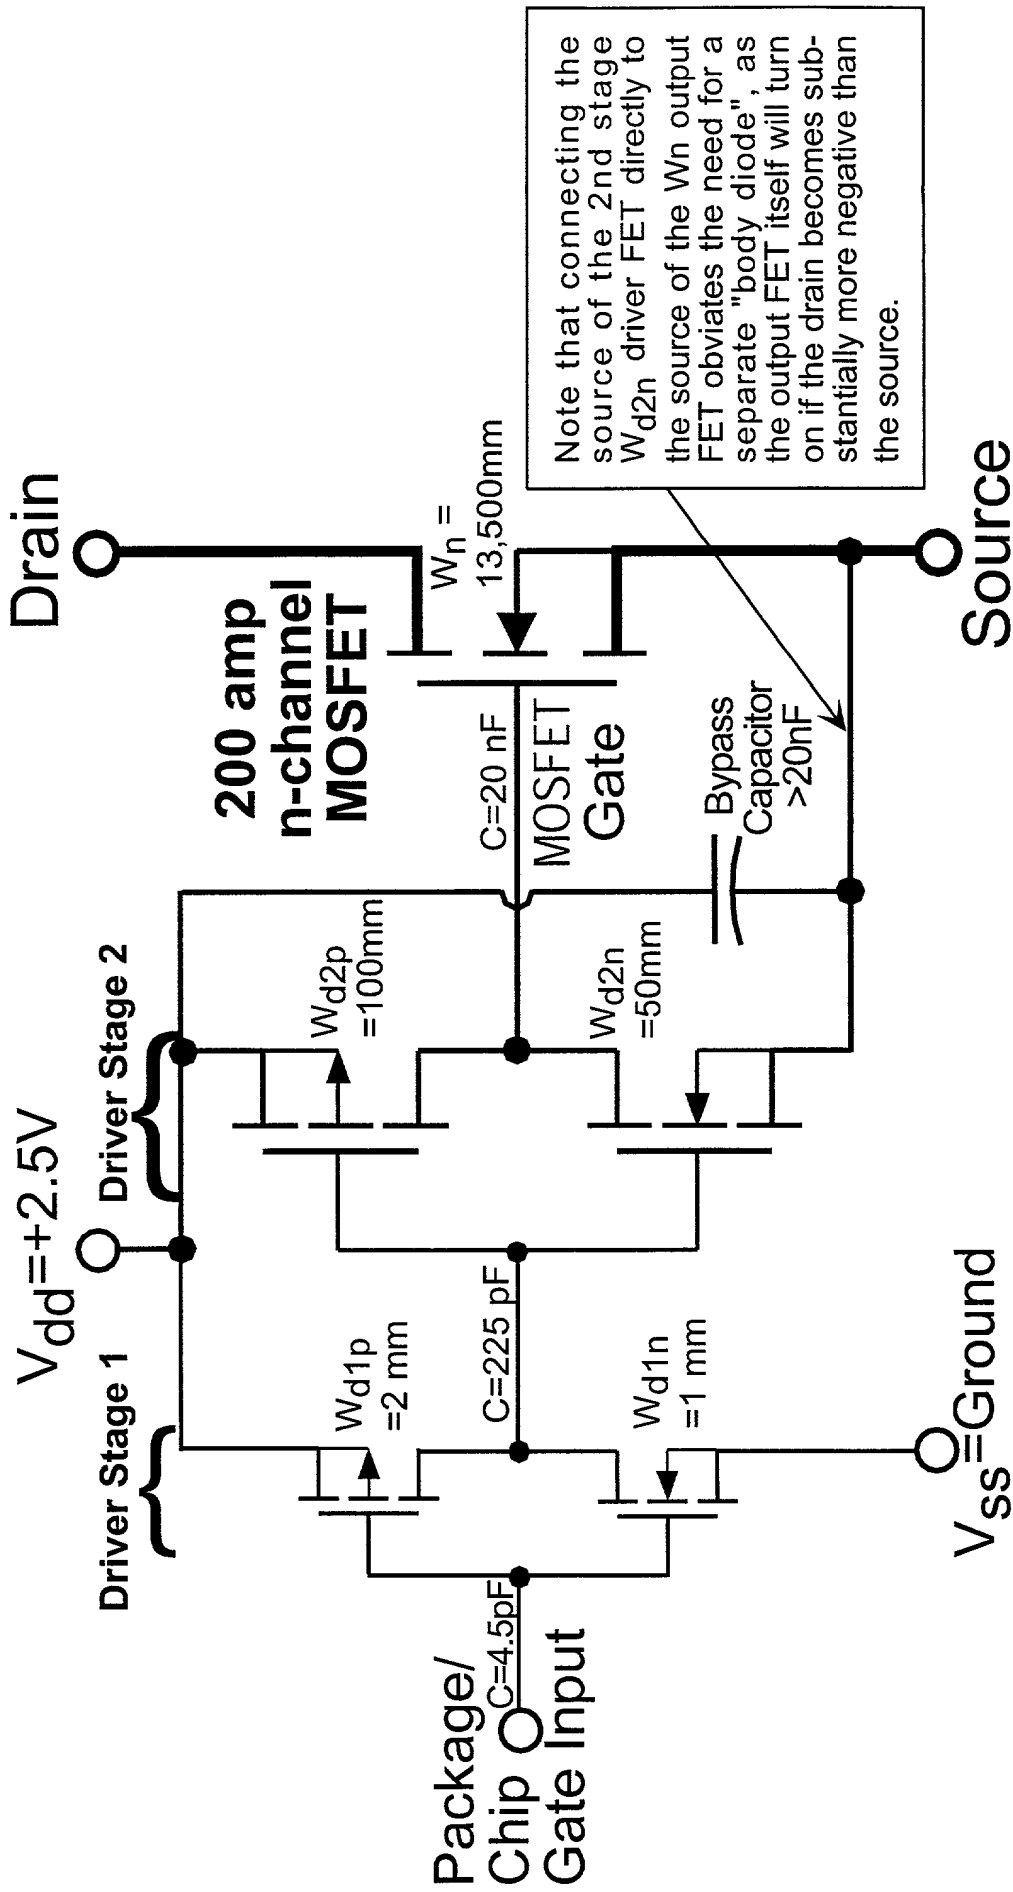 Driver Stage 1
Vdd=+2.5V
Driver Stage 2
200 amp
n-channel
MOSFET
Drain
Package/
Chip
Gate Input
C=4.5pF
Wd1p
=2 mm
C=225 pF
Wd1n
=1 mm
Vss=Ground
Wd2p
=100mm
Wd2n
=50mm
C=20 nF
MOSFET
Gate
Wn =
13,500mm
Bypass
Capacitor
>20nF
Source
Note that connecting the
source of the 2nd stage
Wd2n driver FET directly to
the source of the Wn output
FET obviates the need for a
separate "body diode", as
the output FET itself will turn
on if the drain becomes sub-
stantially more negative than
the source.